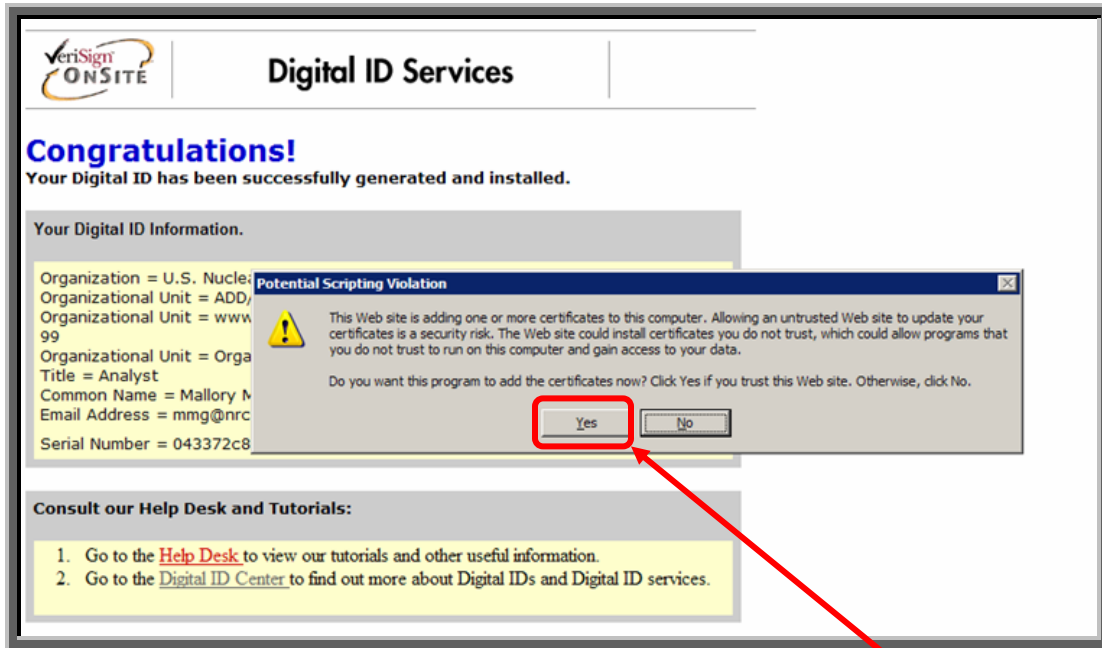 VeriSign
ONSITE
Digital ID Services
Congratulations!
Your Digital ID has been successfully generated and installed.
Your Digital ID Information.
Organization = U.S.
Organizational Unit =
Organizational Unit =
99
Organizational Unit =
Title = Analyst
Common Name = Mallory
Email Address =
Serial Number = 043372c8
Potential Scripting Violation
This Web site is adding one or more certificates to this computer. Allowing an untrusted Web site to update your
certificates is a security risk. The Web site could install certificates you do not trust, which could allow programs that
you do not trust to run on this computer and gain access to your data.
Do you want this program to add the certificates now? Click Yes if you trust this Web site. Otherwise, click No.
Yes No
Consult our Help Desk and Tutorials:
1. Go to the Help Desk to view our tutorials and other useful information.
2. Go to the Digital ID Center to find out more about Digital IDs and Digital ID services.